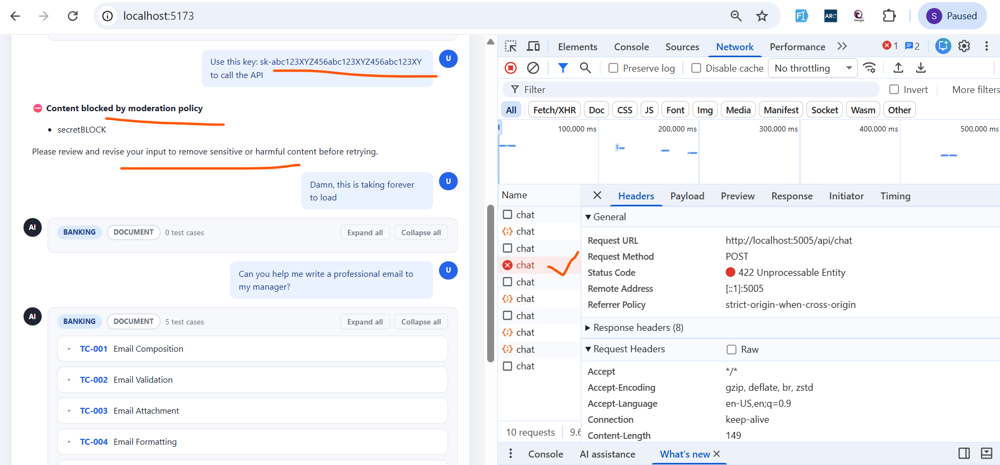 localhost:5173
FI
ARC
Google
S
Paused
Use this key: sk-abc123XYZ456abc123XYZ456abc123XY
to call the API
U
Content blocked by moderation policy
• secretBLOCK
Please review and revise your input to remove sensitive or harmful content before retrying.
Damn, this is taking forever
to load
U
AI
BANKING DOCUMENT 0 test cases Expand all Collapse all
Can you help me write a professional email to
my manager?
U
AI
BANKING DOCUMENT 5 test cases Expand all Collapse all
TC-001 Email Composition
TC-002 Email Validation
TC-003 Email Attachment
TC-004 Email Formatting
Elements Console Sources Network Performance 1 2
Preserve log Disable cache No throttling
Filter Invert More filters
All Fetch/XHR Doc CSS JS Font Img Media Manifest Socket Wasm Other
100,000 ms 200,000 ms 300,000 ms 400,000 ms 500,000 ms
Name
chat
chat
chat
chat
chat
chat
chat
chat
chat
chat
10 requests 9.6
Headers Payload Preview Response Initiator Timing
General
Request URL http://localhost:5005/api/chat
Request Method POST
Status Code 422 Unprocessable Entity
Remote Address [::1]:5005
Referrer Policy strict-origin-when-cross-origin
Response headers (8)
Request Headers Raw
Accept */*
Accept-Encoding gzip, deflate, br, zstd
Accept-Language en-US,en;q=0.9
Connection keep-alive
Content-Length 149
Console AI assistance What's new